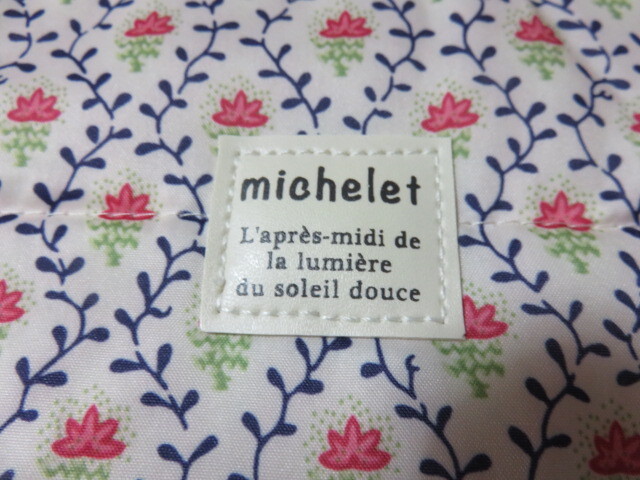 michelet
L'après-midi de
la lumière
du soleil douce